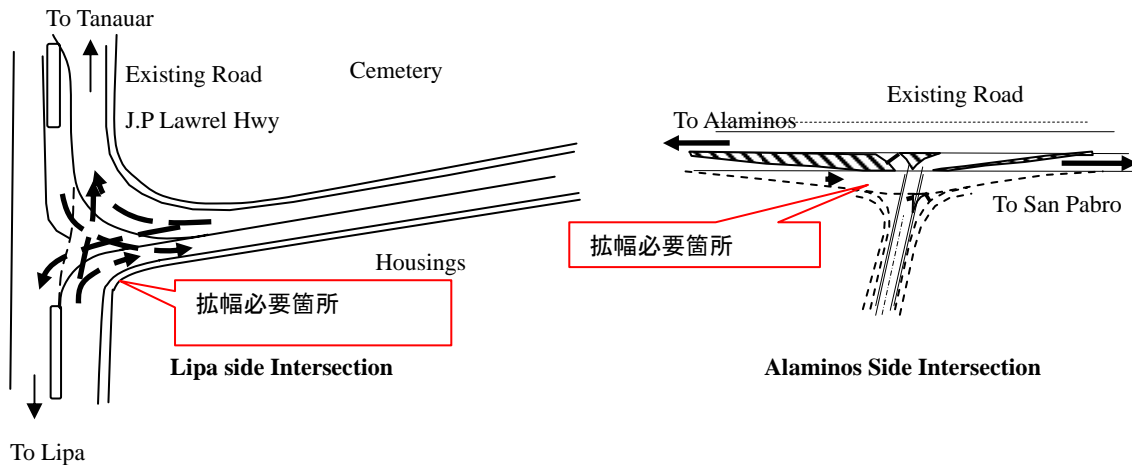 To Tanauar
Existing Road
Cemetery
J.P Lawrel Hwy
Housings
拡幅必要箇所
Lipa side Intersection
To Lipa
Existing Road
To Alaminos
To San Pabro
拡幅必要箇所
Alaminos Side Intersection